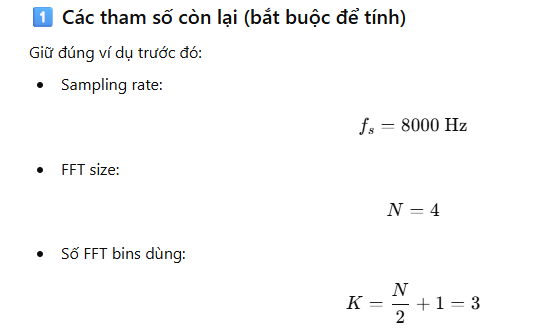 1 Các tham số còn lại (bắt buộc để tính)
Giữ đúng ví dụ trước đó:
• Sampling rate:
fₛ = 8000 Hz
• FFT size:
N = 4
• Số FFT bins dùng:
K = N/2 + 1 = 3